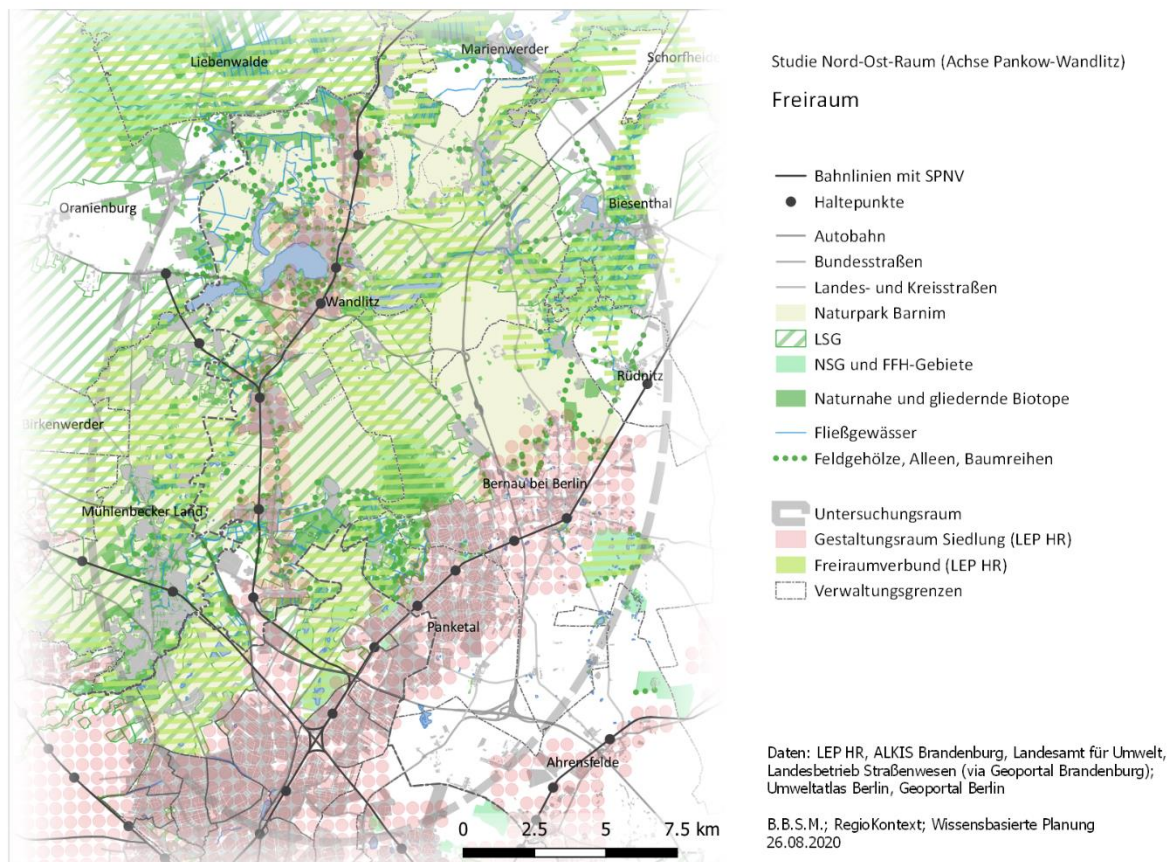 Liebenwalde
Marienwerder
Schorfheide
Oranienburg
Biesenthal
Wandlitz
Rüdnitz
Birkenwerder
Bernau bei Berlin
Mühlenbecker Land
Panketal
Ahrensfelde
0 2.5 5 7.5 km
Studie Nord-Ost-Raum (Achse Pankow-Wandlitz)
Freiraum
Bahnlinien mit SPNV
Haltepunkte
Autobahn
Bundesstraßen
Landes- und Kreisstraßen
Naturpark Barnim
LSG
NSG und FFH-Gebiete
Naturnahe und gliedernde Biotope
Fließgewässer
Feldgehölze, Alleen, Baumreihen
Untersuchungsraum
Gestaltungsraum Siedlung (LEP HR)
Freiraumverbund (LEP HR)
Verwaltungsgrenzen
Daten: LEP HR, ALKIS Brandenburg, Landesamt für Umwelt,
Landesbetrieb Straßenwesen (via Geoportal Brandenburg);
Umweltatlas Berlin, Geoportal Berlin
B.B.S.M.; RegioKontext; Wissensbasierte Planung
26.08.2020